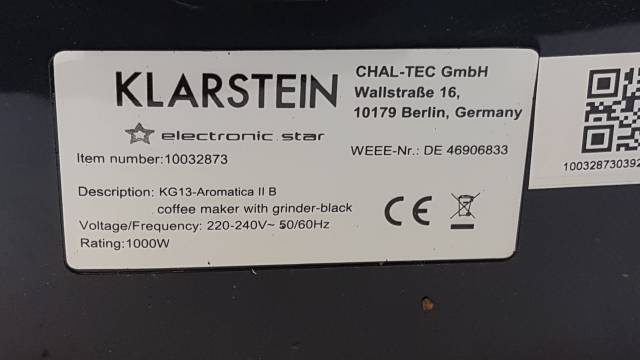 KLARSTEIN
electronic star
Item number:10032873
CHAL-TEC GmbH
Wallstraße 16,
10179 Berlin, Germany
WEEE-Nr.: DE 46906833
Description: KG13-Aromatica II B
coffee maker with grinder-black
Voltage/Frequency: 220-240V~ 50/60Hz
Rating:1000W
CE